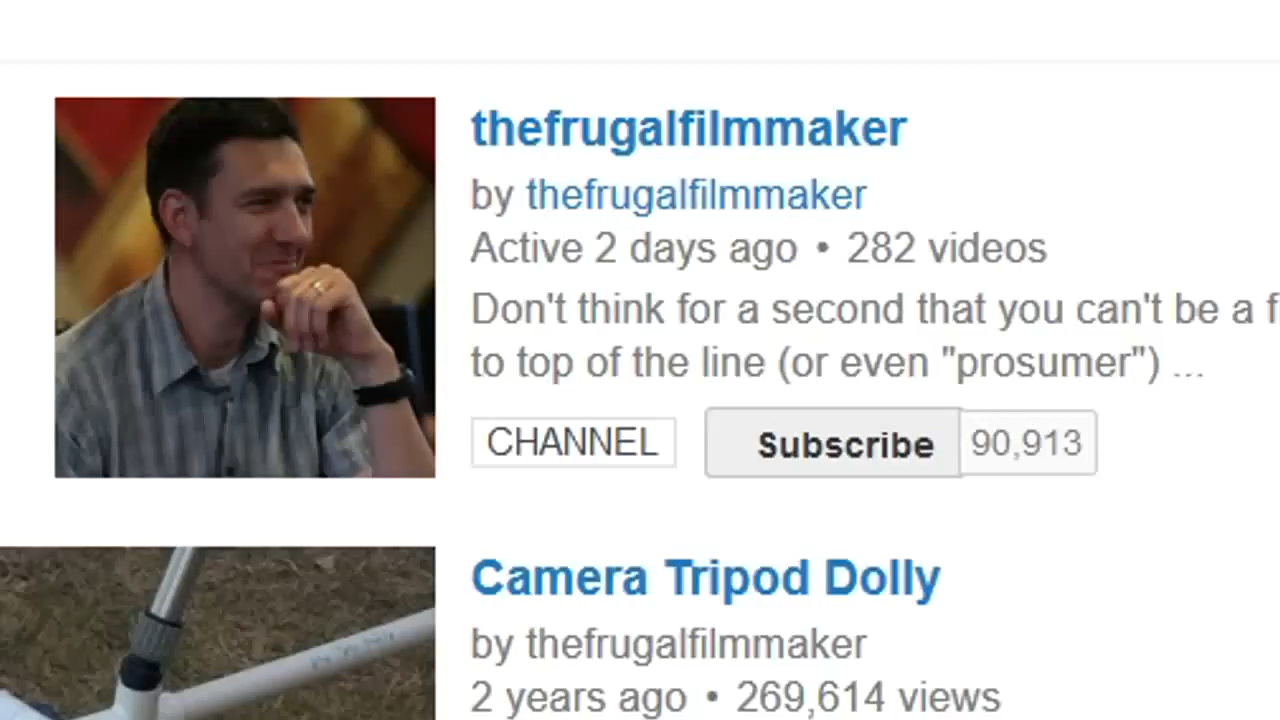 thefrugalfilmmaker
by thefrugalfilmmaker
Active 2 days ago • 282 videos
Don't think for a second that you can't be a f
to top of the line (or even "prosumer") ...
CHANNEL Subscribe 90,913
Camera Tripod Dolly
by thefrugalfilmmaker
2 years ago • 269,614 views